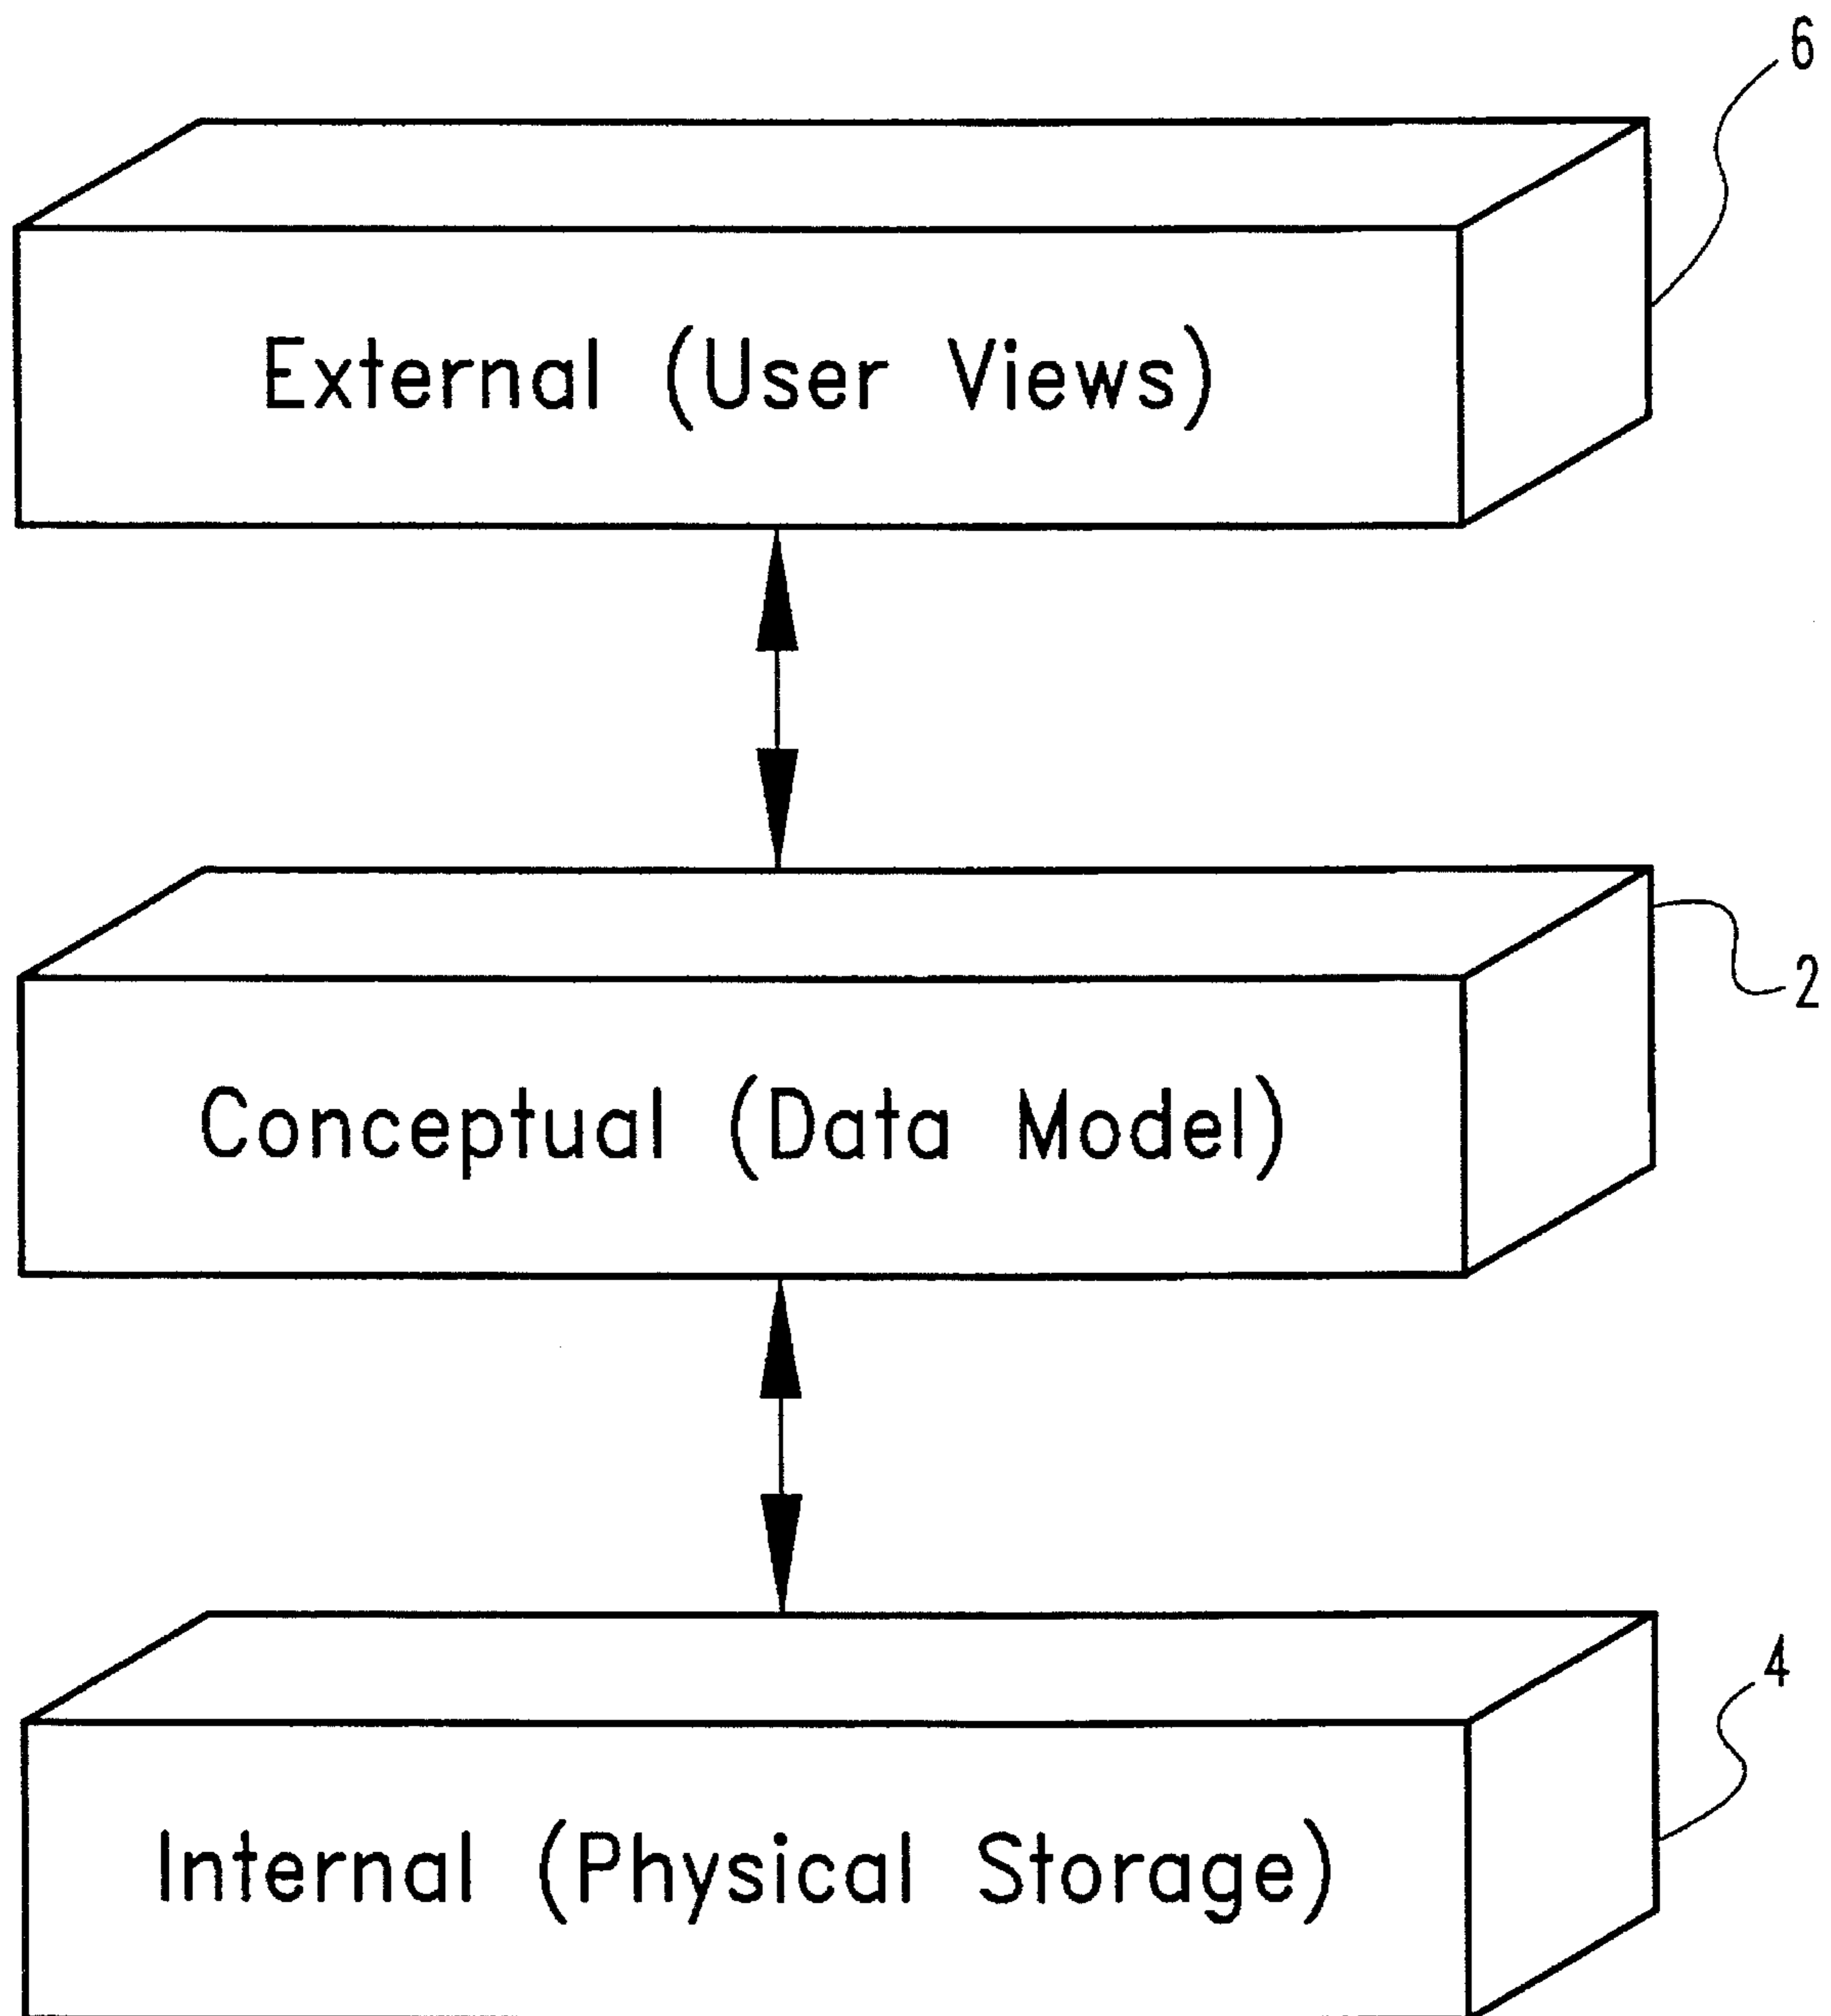 6
External (User Views)
2
Conceptual (Data Model)
4
Internal (Physical Storage)